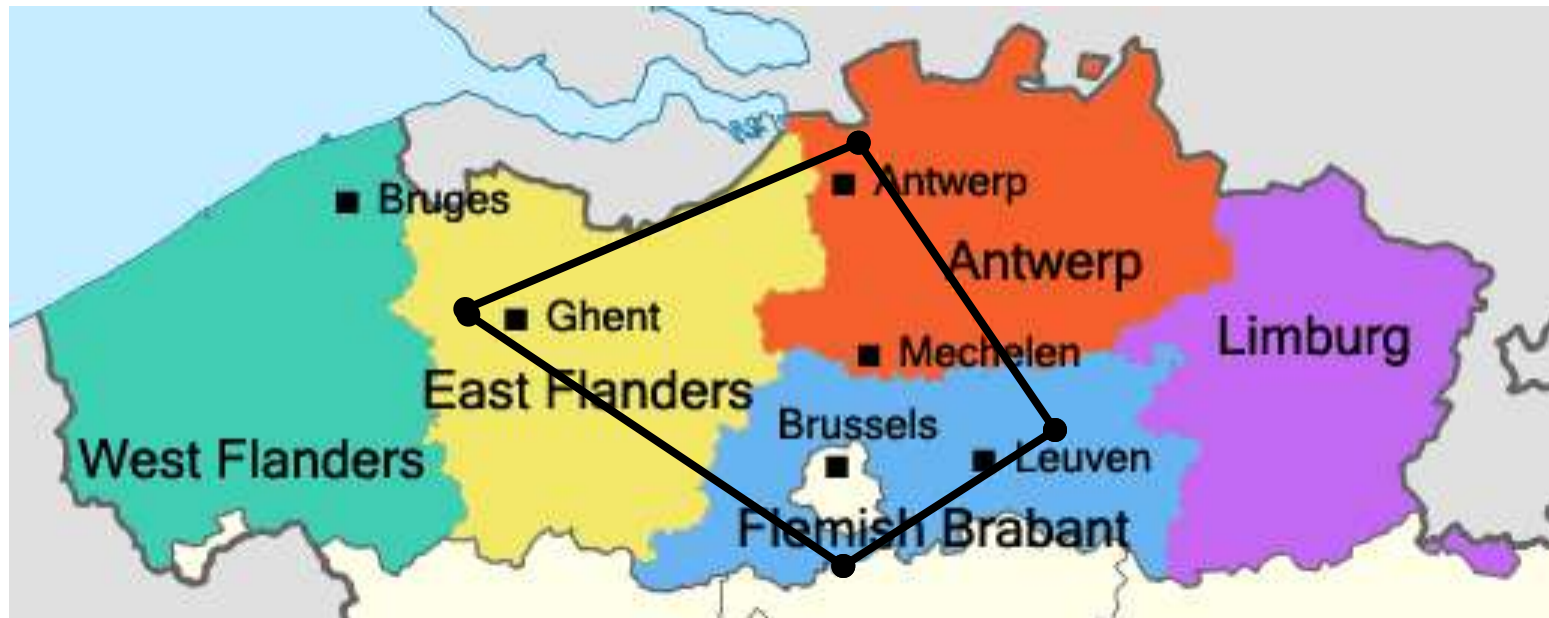 Bruges
Antwerp
Antwerp
Ghent
Limburg
Mechelen
East Flanders
Brussels
West Flanders
Leuven
Flemish Brabant